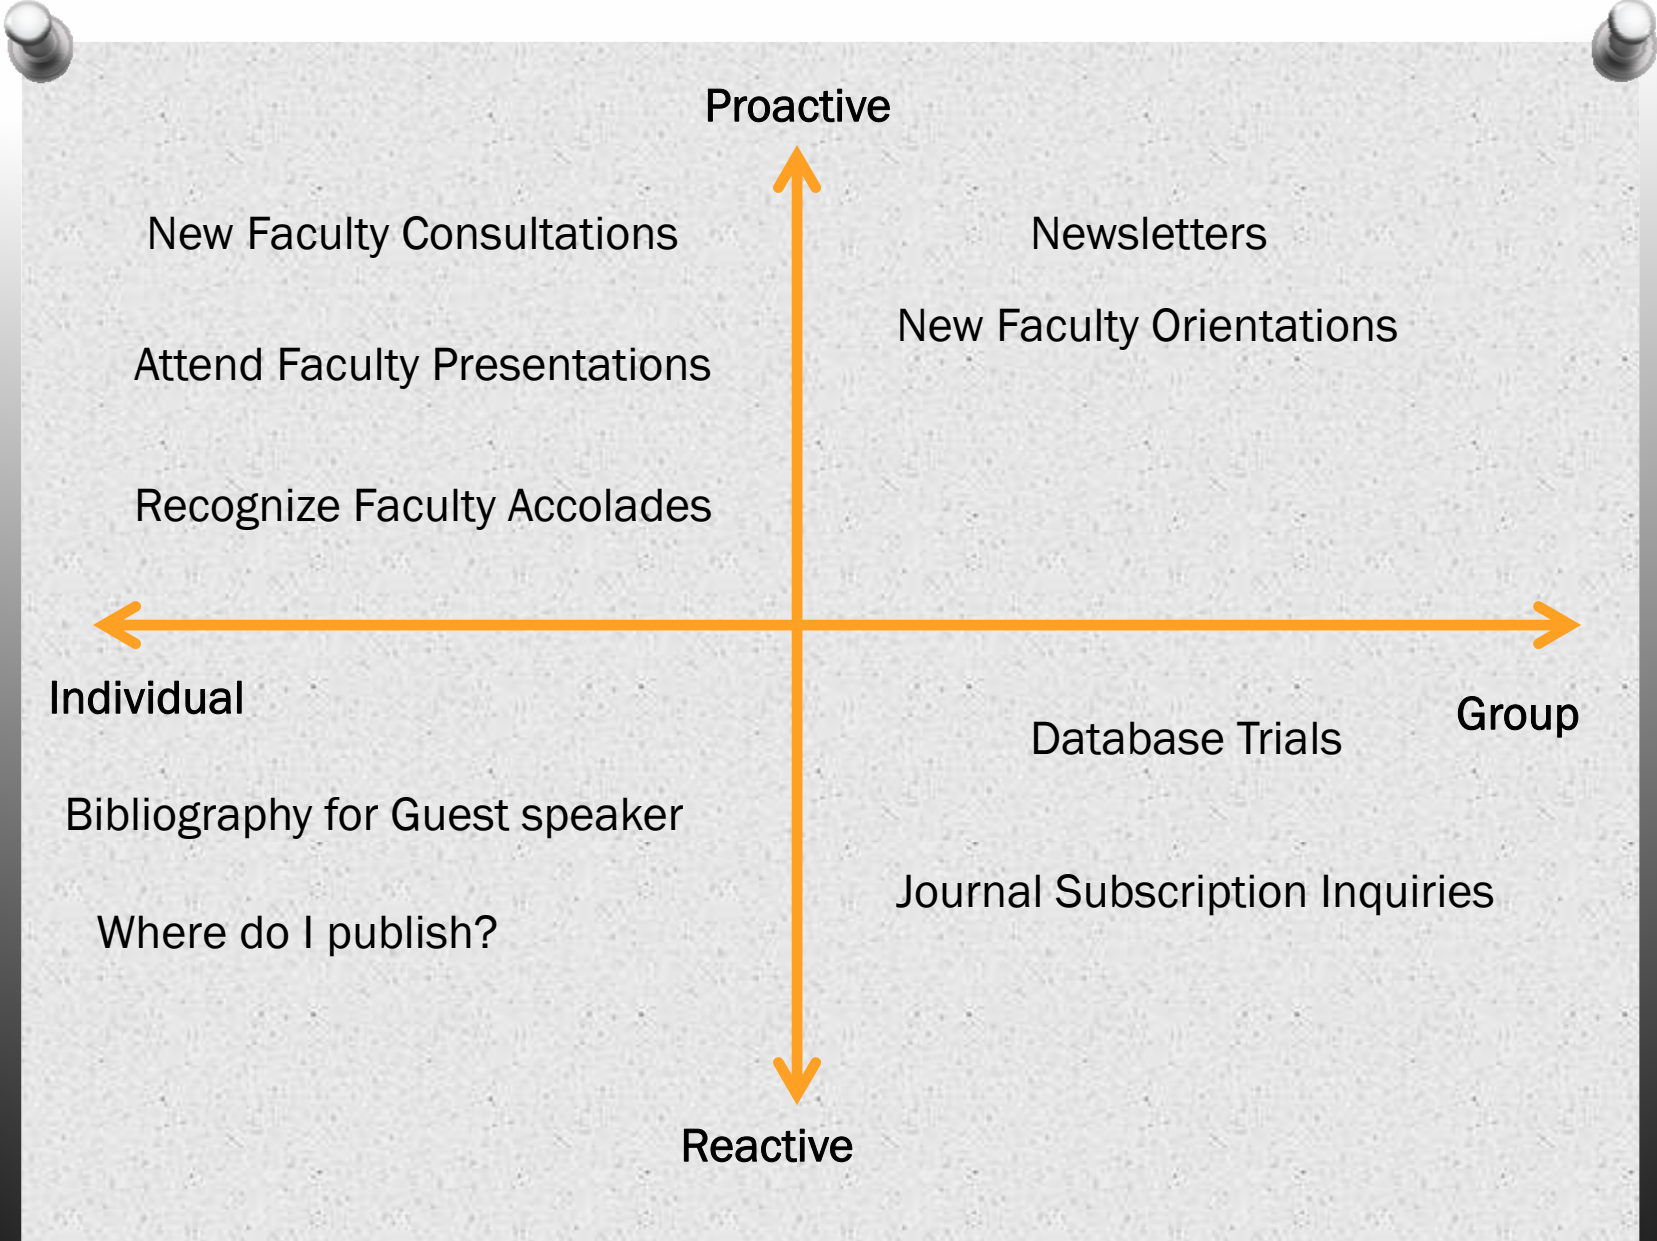 Proactive
New Faculty Consultations
Newsletters
New Faculty Orientations
Attend Faculty Presentations
Recognize Faculty Accolades
Individual
Group
Database Trials
Bibliography for Guest speaker
Journal Subscription Inquiries
Where do I publish?
Reactive